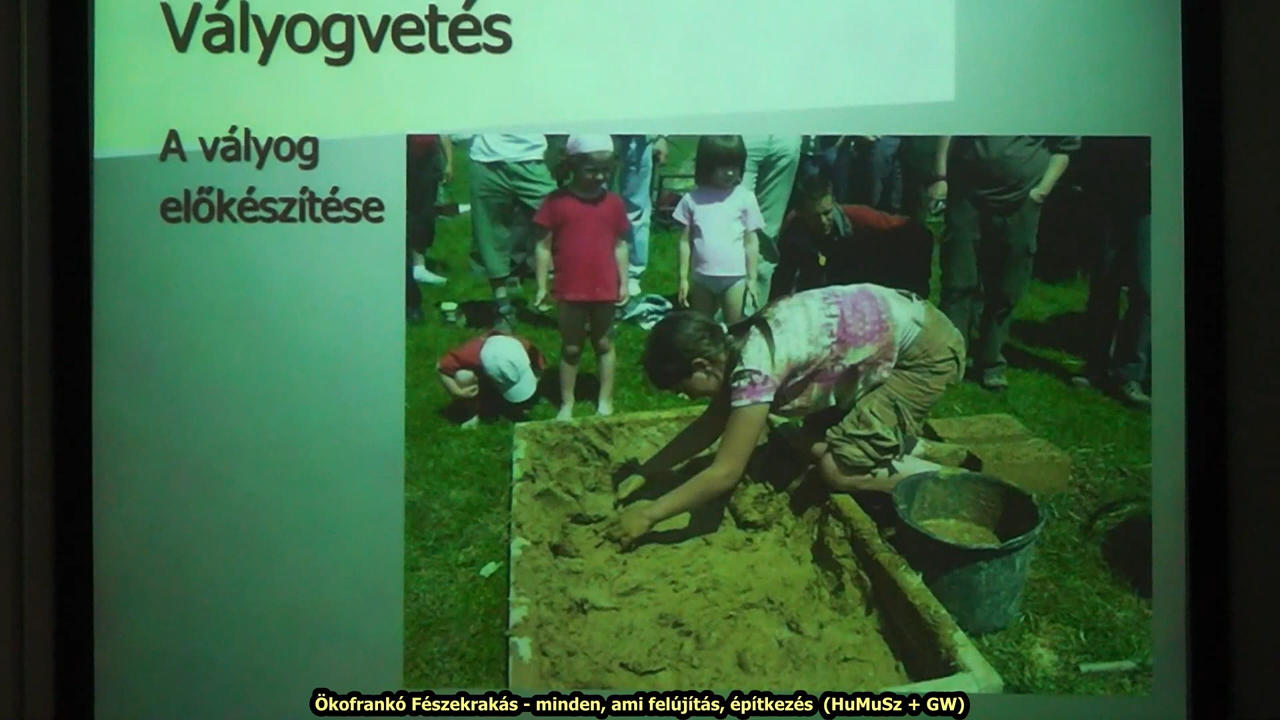 Vályogvetés
A vályog
előkészítése
Ökofrankó Fészekrakás - minden, ami felújítás, építkezés (HuMuSz + GW)